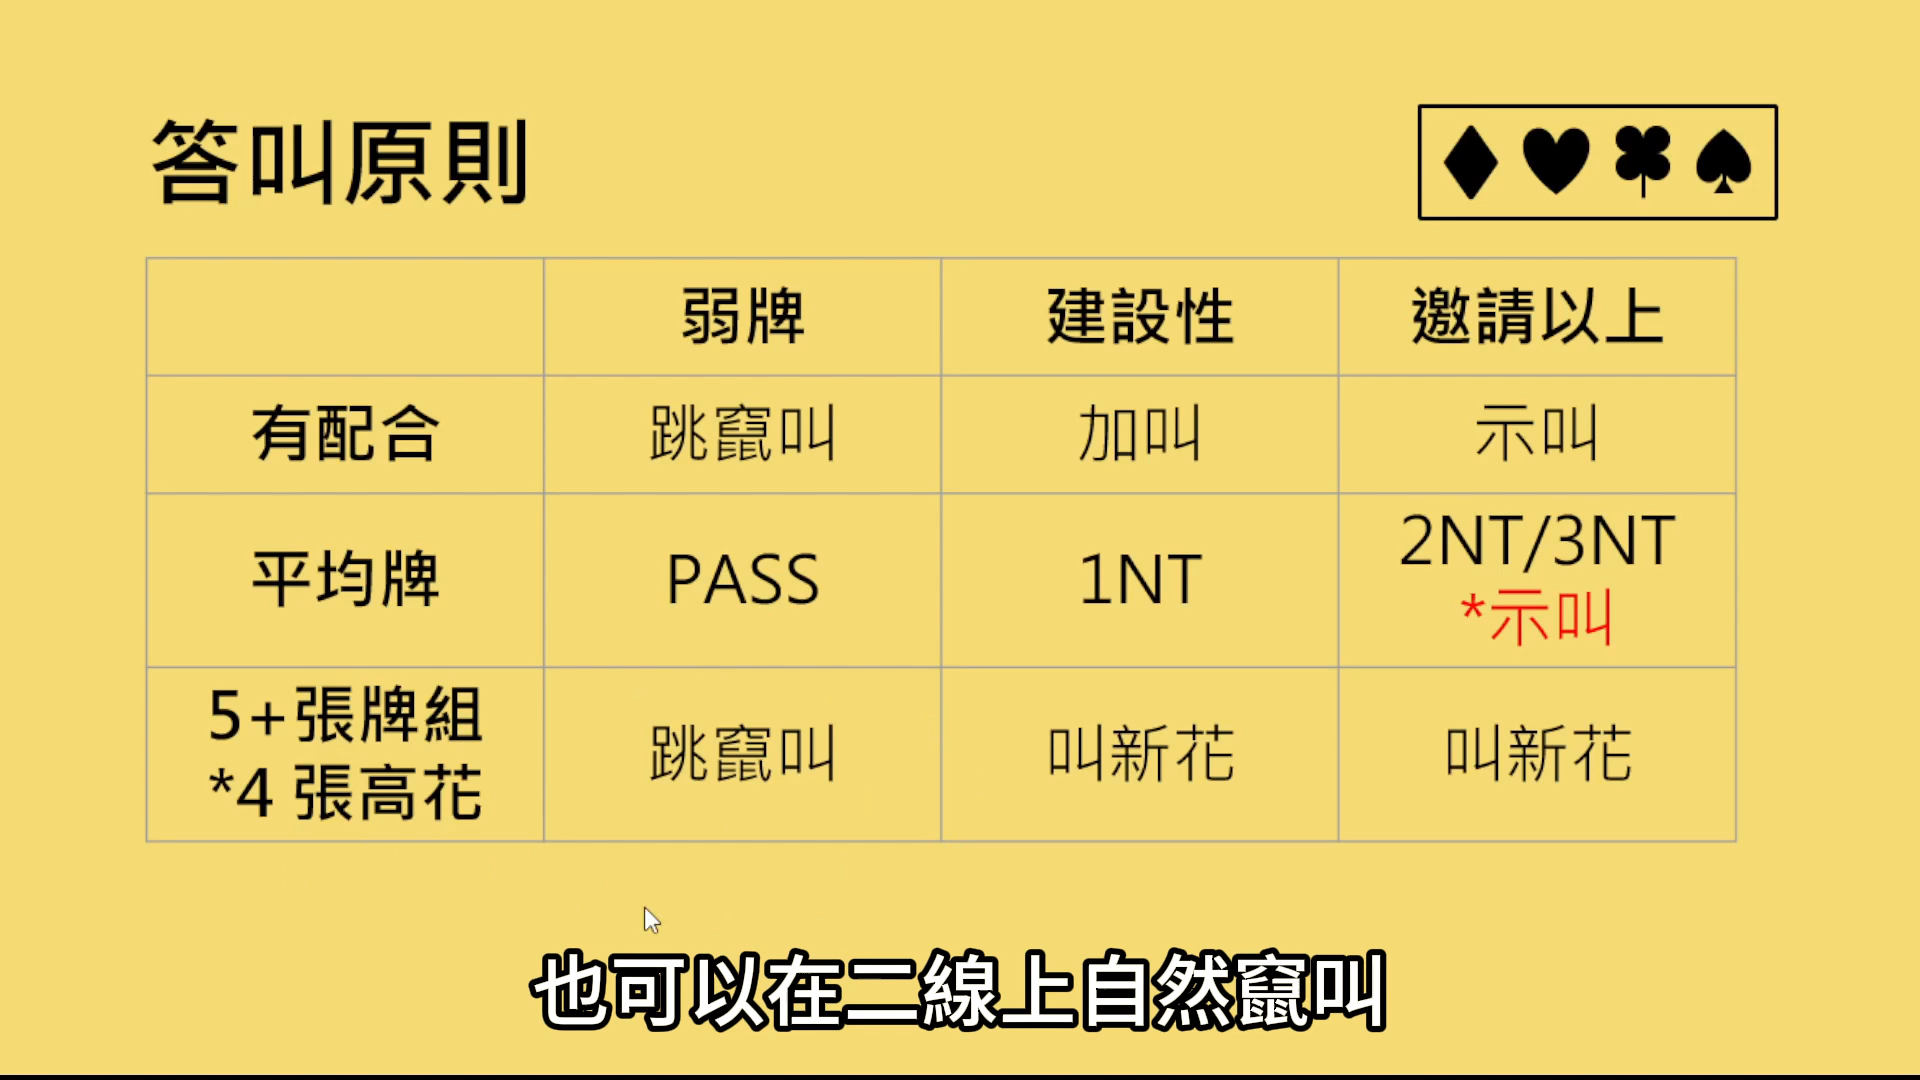 答叫原則
弱牌 建設性 邀請以上
有配合 跳竄叫 加叫 示叫
平均牌 PASS 1NT 2NT/3NT
*示叫
5+張牌組
*4 張高花 跳竄叫 叫新花 叫新花
也可以在二線上自然竄叫